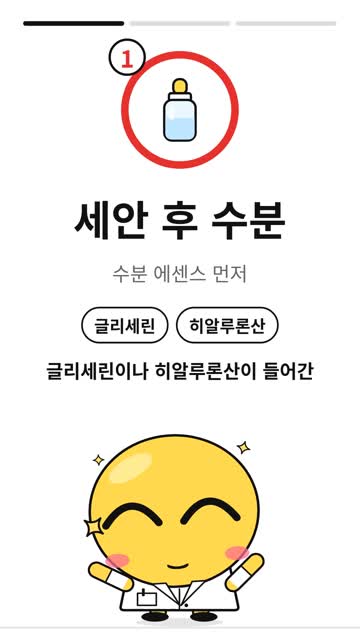 1
세안 후 수분
수분 에센스 먼저
글리세린 히알루론산
글리세린이나 히알루론산이 들어간